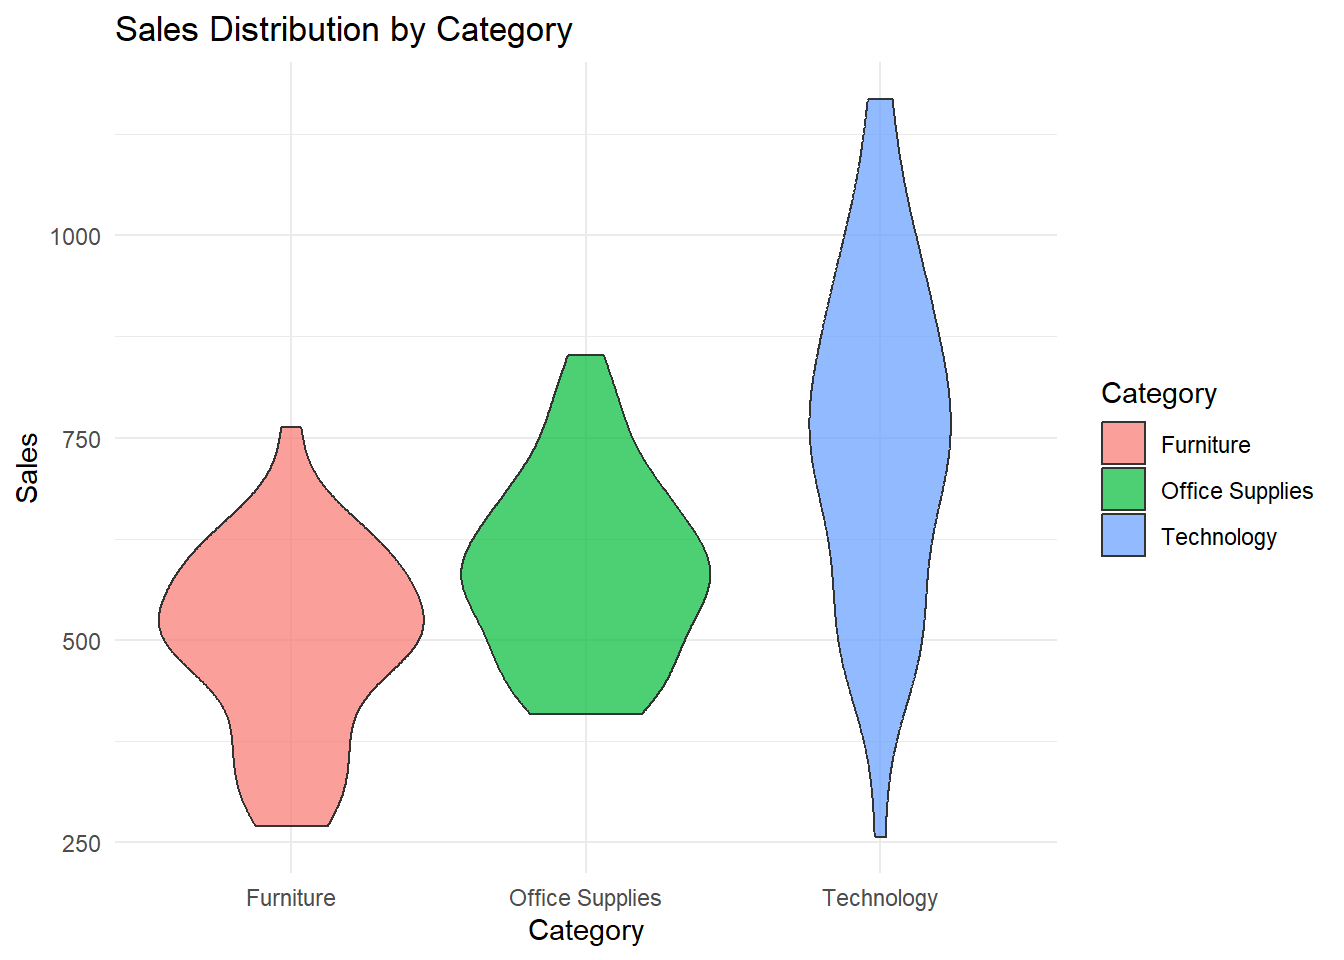 Sales Distribution by Category
Sales
1000
750
500
250
Furniture
Office Supplies
Technology
Category
Category
Furniture
Office Supplies
Technology